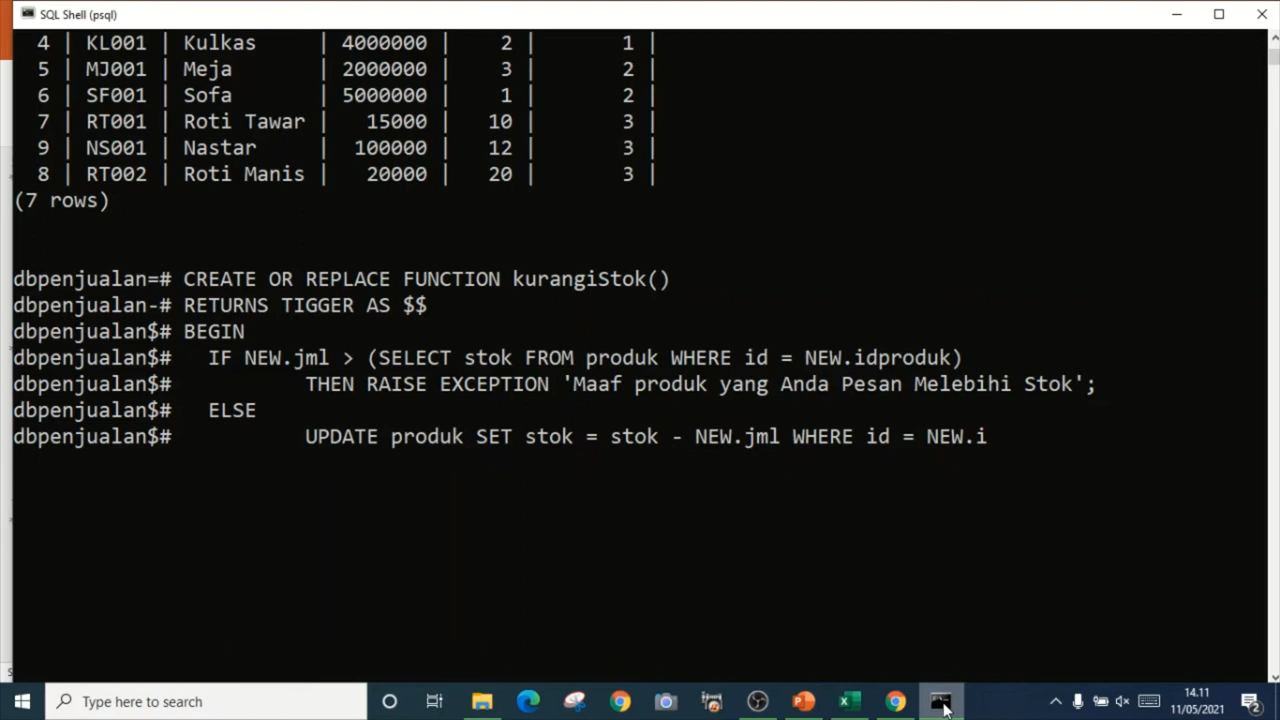 SQL Shell (psql)
4 | KL001 | Kulkas | 4000000 | 2 | 1 |
5 | MJ001 | Meja | 2000000 | 3 | 2 |
6 | SF001 | Sofa | 5000000 | 1 | 2 |
7 | RT001 | Roti Tawar | 15000 | 10 | 3 |
9 | NS001 | Nastar | 100000 | 12 | 3 |
8 | RT002 | Roti Manis | 20000 | 20 | 3 |
(7 rows)
dbpenjualan=# CREATE OR REPLACE FUNCTION kurangiStok()
dbpenjualan-# RETURNS TIGGER AS $$
dbpenjualan$# BEGIN
dbpenjualan$# IF NEW.jml > (SELECT stok FROM produk WHERE id = NEW.idproduk)
dbpenjualan$# THEN RAISE EXCEPTION 'Maaf produk yang Anda Pesan Melebihi Stok';
dbpenjualan$# ELSE
dbpenjualan$# UPDATE produk SET stok = stok - NEW.jml WHERE id = NEW.i
Type here to search
14.11
11/05/2021
2